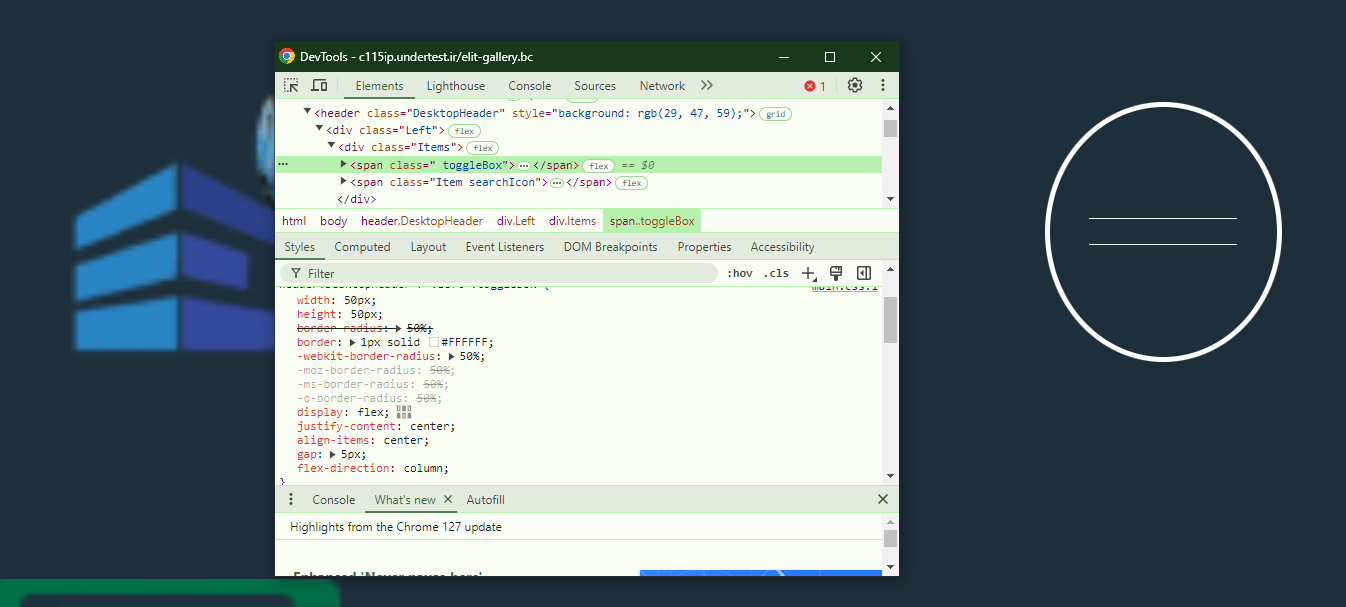 DevTools - c115ip.undertest.ir/elit-gallery.bc
Elements Lighthouse Console Sources Network 1
<header class="DesktopHeader" style="background: rgb(29, 47, 59);"> grid
<div class="Left"> flex
<div class="Items"> flex
<span class=" toggleBox"> … </span> flex == $0
<span class="Item searchIcon"> … </span> flex
</div>
html body header.DesktopHeader div.Left div.Items span..toggleBox
Styles Computed Layout Event Listeners DOM Breakpoints Properties Accessibility
Filter :hov .cls
main.css:1
width: 50px;
height: 50px;
border-radius: 50%;
border: 1px solid #FFFFFF;
-webkit-border-radius: 50%;
-moz-border-radius: 50%;
-ms-border-radius: 50%;
-o-border-radius: 50%;
display: flex;
justify-content: center;
align-items: center;
gap: 5px;
flex-direction: column;
}
Console What's new Autofill
Highlights from the Chrome 127 update
Enhanced 'Never pause here'